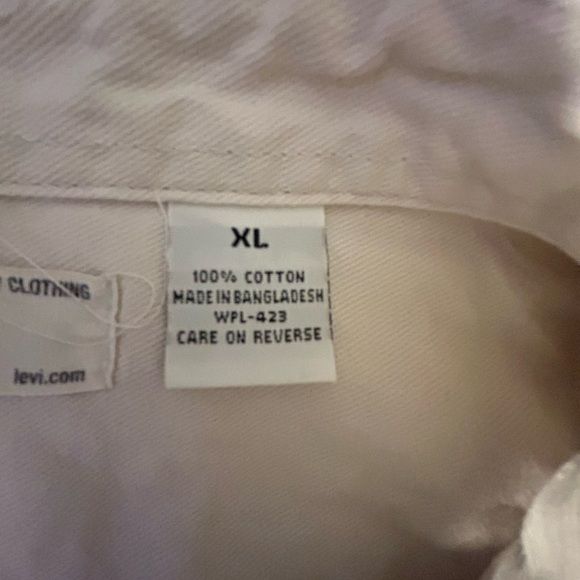 CLOTHING
levi.com
XL
100% COTTON
MADE IN BANGLADESH
WPL-423
CARE ON REVERSE